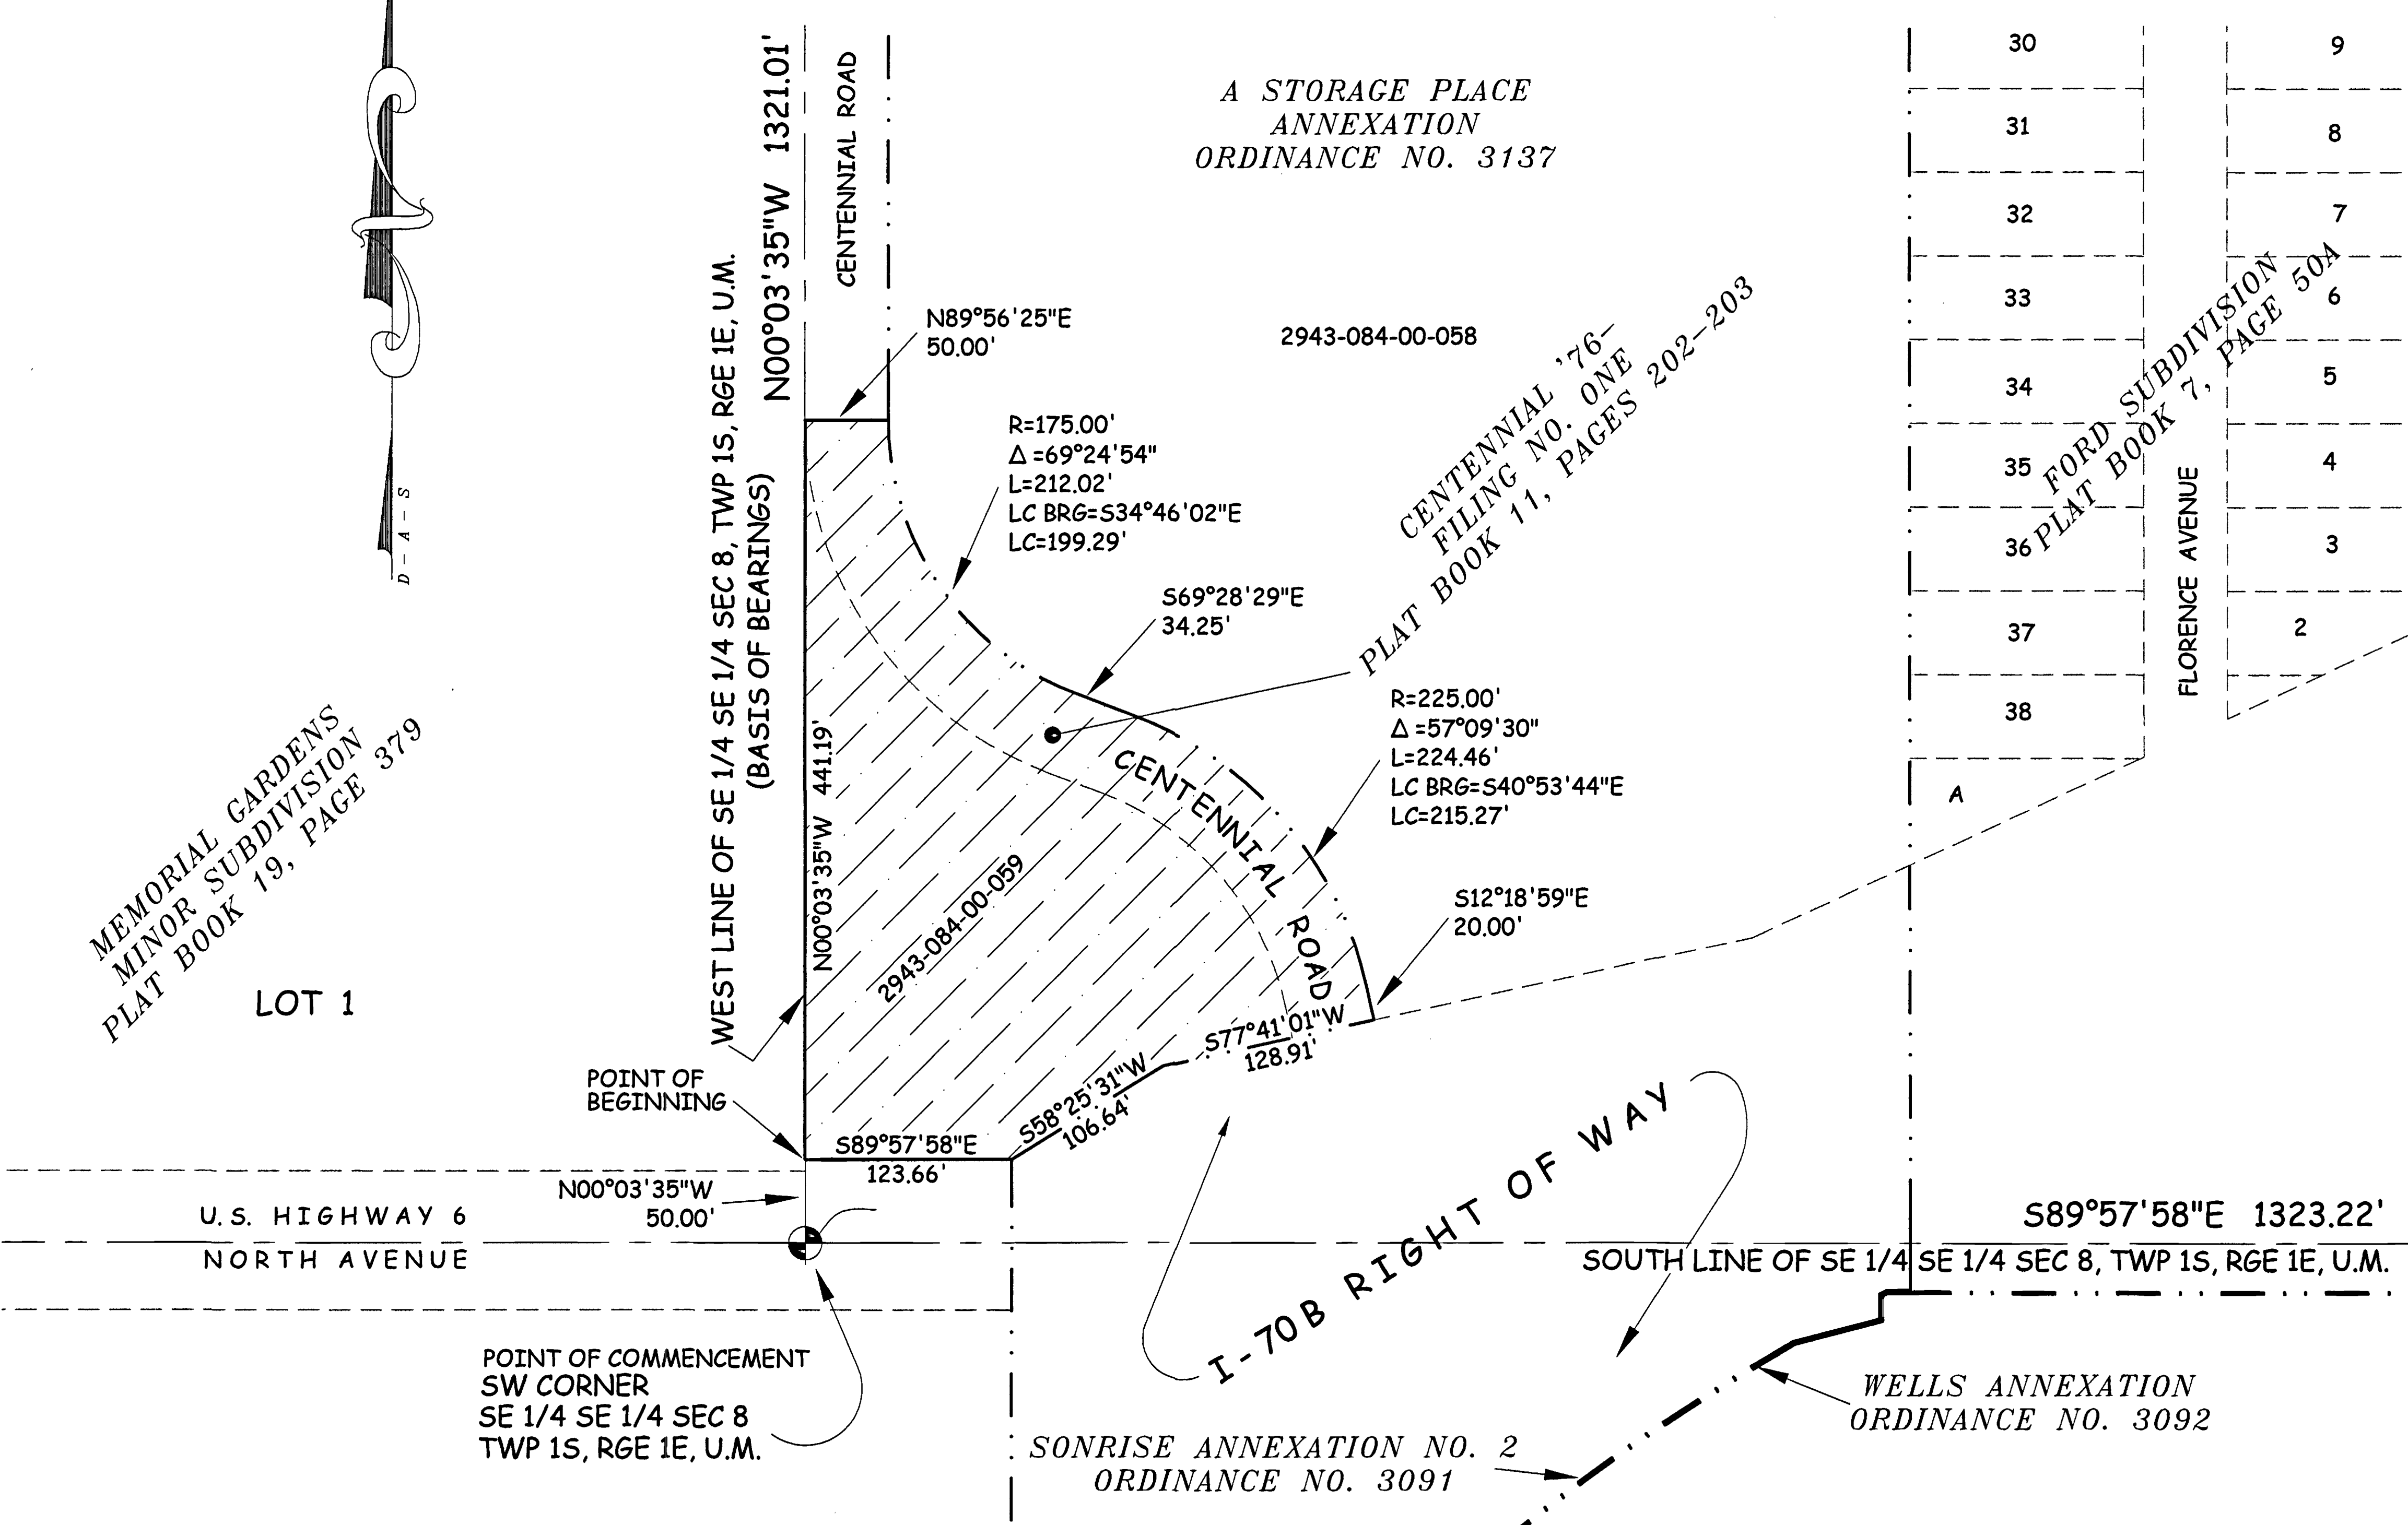 D-A-S
N00°03'35"W 1321.01'
CENTENNIAL ROAD
A STORAGE PLACE
ANNEXATION
ORDINANCE NO. 3137
30
31
32
33
34
35
36
37
38
A
9
8
7
6
5
4
3
2
FORD SUBDIVISION
PLAT BOOK 7, PAGE 50A
FLORENCE AVENUE
WEST LINE OF SE 1/4 SE 1/4 SEC 8, TWP 1S, RGE 1E, U.M.
(BASIS OF BEARINGS)
N89°56'25"E
50.00'
2943-084-00-058
R=175.00'
Δ =69°24'54"
L=212.02'
LC BRG=S34°46'02"E
LC=199.29'
CENTENNIAL '76-
FILING NO. ONE
PLAT BOOK 11, PAGES 202-203
S69°28'29"E
34.25'
R=225.00'
Δ =57°09'30"
L=224.46'
LC BRG=S40°53'44"E
LC=215.27'
S12°18'59"E
20.00'
MEMORIAL GARDENS
MINOR SUBDIVISION
PLAT BOOK 19, PAGE 379
LOT 1
N00°03'35"W 441.19'
2943-084-00-059
CENTENNIAL ROAD
S77°41'01"W
128.91'
S58°25'31"W
106.64'
POINT OF
BEGINNING
S89°57'58"E
123.66'
N00°03'35"W
50.00'
U.S. HIGHWAY 6
NORTH AVENUE
I-70B RIGHT OF WAY
S89°57'58"E 1323.22'
SOUTH LINE OF SE 1/4 SE 1/4 SEC 8, TWP 1S, RGE 1E, U.M.
POINT OF COMMENCEMENT
SW CORNER
SE 1/4 SE 1/4 SEC 8
TWP 1S, RGE 1E, U.M.
WELLS ANNEXATION
ORDINANCE NO. 3092
SONRISE ANNEXATION NO. 2
ORDINANCE NO. 3091